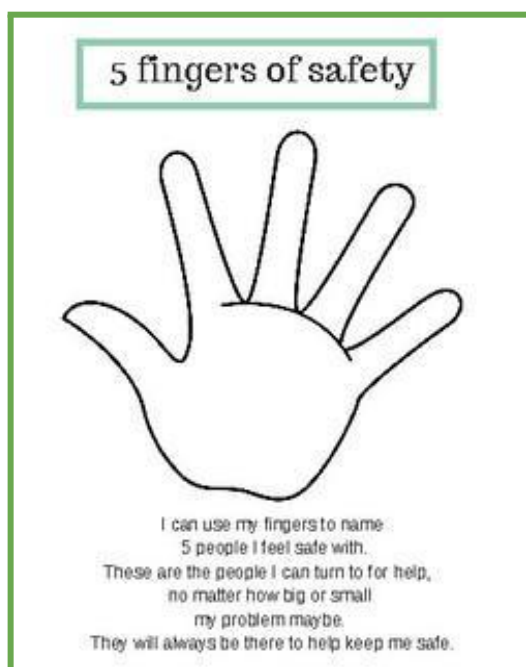 5 fingers of safety
I can use my fingers to name
5 people I feel safe with.
These are the people I can turn to for help,
no matter how big or small
my problem maybe.
They will always be there to help keep me safe.